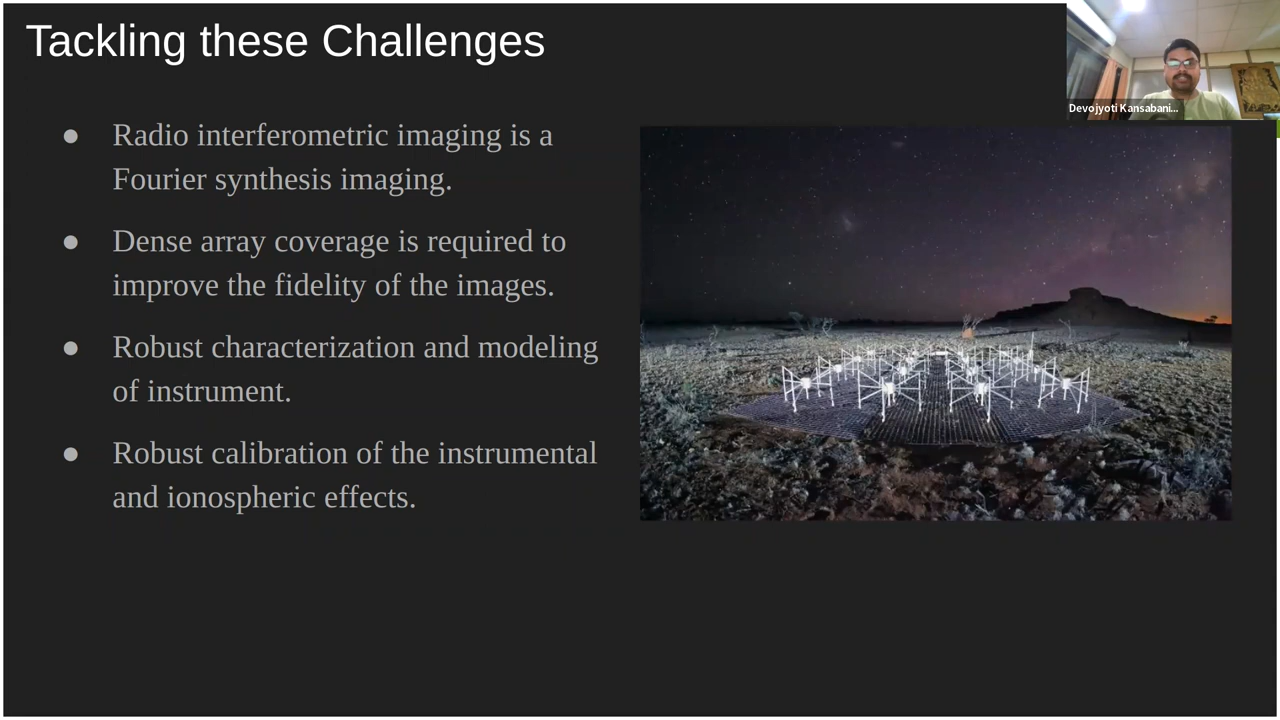 Tackling these Challenges
Devojyoti Kansabani...
● Radio interferometric imaging is a
Fourier synthesis imaging.
● Dense array coverage is required to
improve the fidelity of the images.
● Robust characterization and modeling
of instrument.
● Robust calibration of the instrumental
and ionospheric effects.